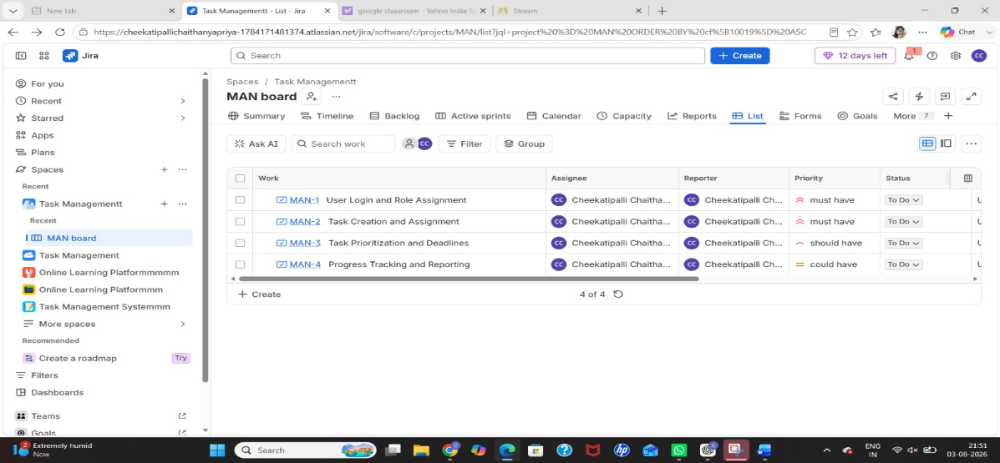 New tab
Task Managementt - List - Jira
google classroom - Yahoo India Se
Stream
https://cheekatipallichaithanyapriya-1784171481374.atlassian.net/jira/software/c/projects/MAN/list?jql=project%20%3D%20MAN%20ORDER%20BY%20cf%5B10019%5D%20ASC
Chat
Jira
Search
Create
12 days left
1
CC
For you
Recent
Starred
Apps
Plans
Spaces
Recent
Task Managementt
Recent
MAN board
Task Management
Online Learning Platformmmmm
Online Learning Platformmm
Task Management Systemmm
More spaces
Recommended
Create a roadmap Try
Filters
Dashboards
Teams
Goals
Spaces / Task Managementt
MAN board
Summary Timeline Backlog Active sprints Calendar Capacity Reports List Forms Goals More 7
Ask AI Search work CC Filter Group
Work Assignee Reporter Priority Status
MAN-1 User Login and Role Assignment CC Cheekatipalli Chaitha... CC Cheekatipalli Ch... must have To Do
MAN-2 Task Creation and Assignment CC Cheekatipalli Chaitha... CC Cheekatipalli Ch... must have To Do
MAN-3 Task Prioritization and Deadlines CC Cheekatipalli Chaitha... CC Cheekatipalli Ch... should have To Do
MAN-4 Progress Tracking and Reporting CC Cheekatipalli Chaitha... CC Cheekatipalli Ch... could have To Do
Create 4 of 4
2
Extremely humid
Now
Search
ENG
IN
21:51
03-08-2026